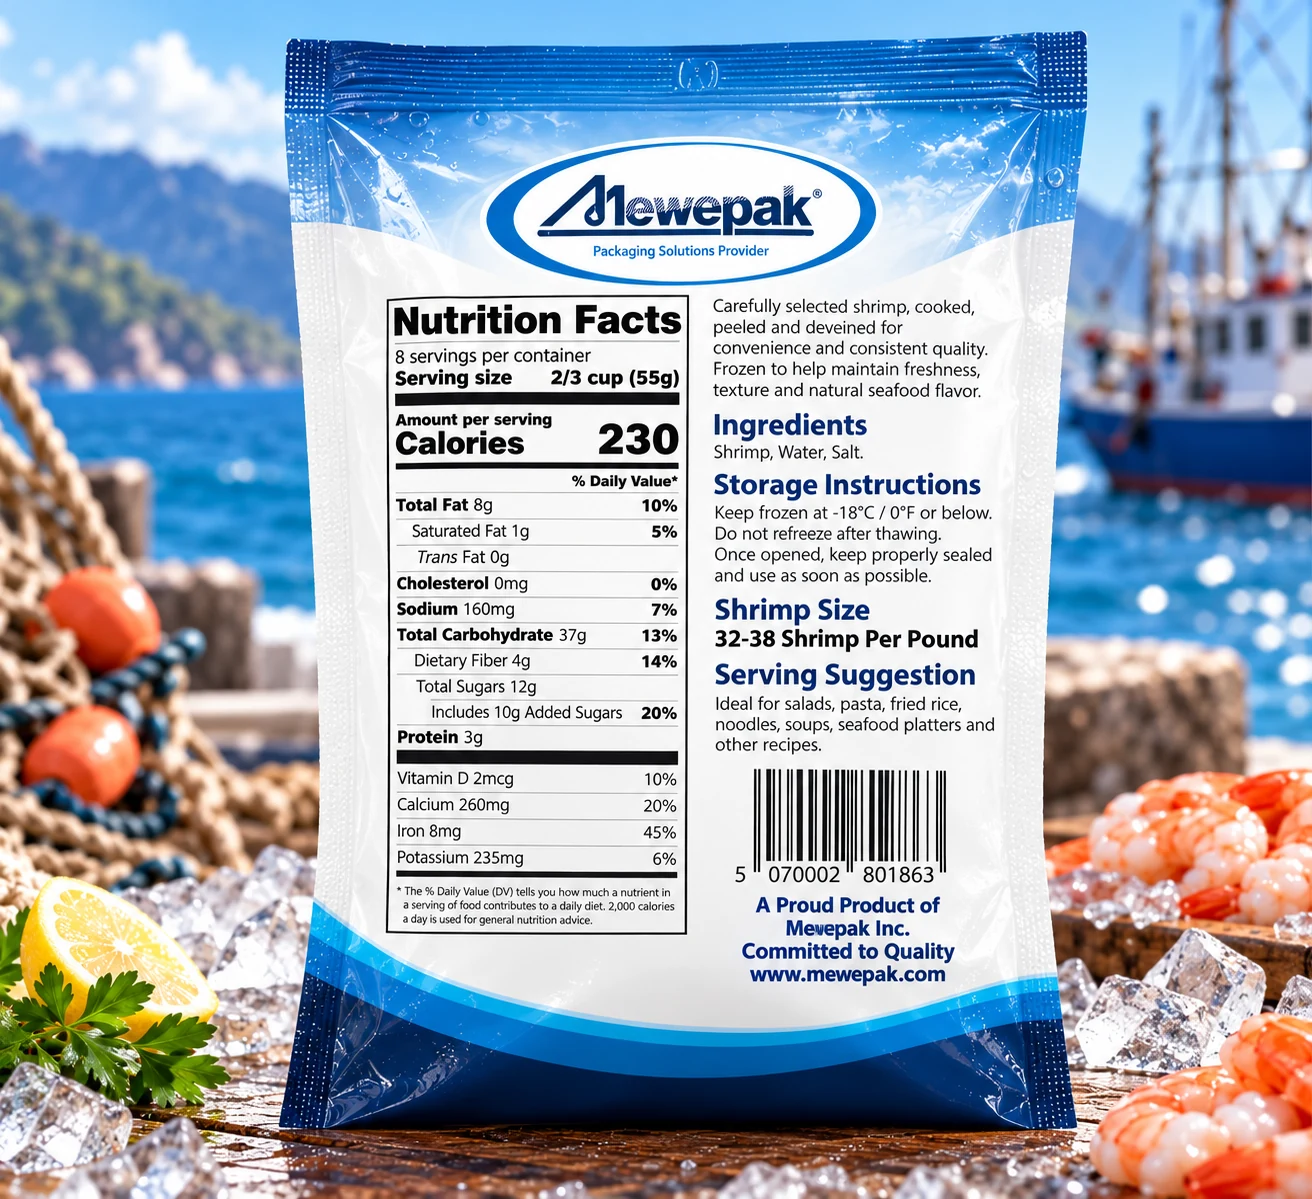 Mewepak®
Packaging Solutions Provider
Nutrition Facts
8 servings per container
Serving size 2/3 cup (55g)
Amount per serving
Calories 230
% Daily Value*
Total Fat 8g 10%
Saturated Fat 1g 5%
Trans Fat 0g
Cholesterol 0mg 0%
Sodium 160mg 7%
Total Carbohydrate 37g 13%
Dietary Fiber 4g 14%
Total Sugars 12g
Includes 10g Added Sugars 20%
Protein 3g
Vitamin D 2mcg 10%
Calcium 260mg 20%
Iron 8mg 45%
Potassium 235mg 6%
* The % Daily Value (DV) tells you how much a nutrient in
a serving of food contributes to a daily diet. 2,000 calories
a day is used for general nutrition advice.
Carefully selected shrimp, cooked,
peeled and deveined for
convenience and consistent quality.
Frozen to help maintain freshness,
texture and natural seafood flavor.
Ingredients
Shrimp, Water, Salt.
Storage Instructions
Keep frozen at -18°C / 0°F or below.
Do not refreeze after thawing.
Once opened, keep properly sealed
and use as soon as possible.
Shrimp Size
32-38 Shrimp Per Pound
Serving Suggestion
Ideal for salads, pasta, fried rice,
noodles, soups, seafood platters and
other recipes.
5 070002 801863
A Proud Product of
Mewepak Inc.
Committed to Quality
www.mewepak.com